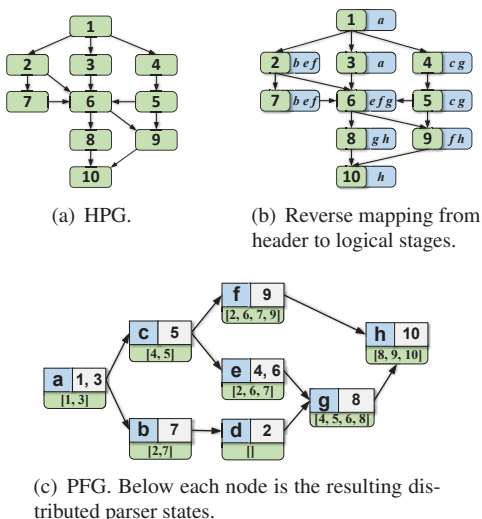 1
2 3 4
7 6 5
8 9
10
(a) HPG.
1 a
2 b e f 3 a 4 c g
7 b e f 6 e f g 5 c g
8 g h 9 f h
10 h
(b) Reverse mapping from
header to logical stages.
f 9
[2, 6, 7, 9]
c 5
[4, 5]
h 10
[8, 9, 10]
e 4, 6
[2, 6, 7]
a 1, 3
[1, 3]
g 8
[4, 5, 6, 8]
b 7
[2,7]
d 2
[]
(c) PFG. Below each node is the resulting dis-
tributed parser states.